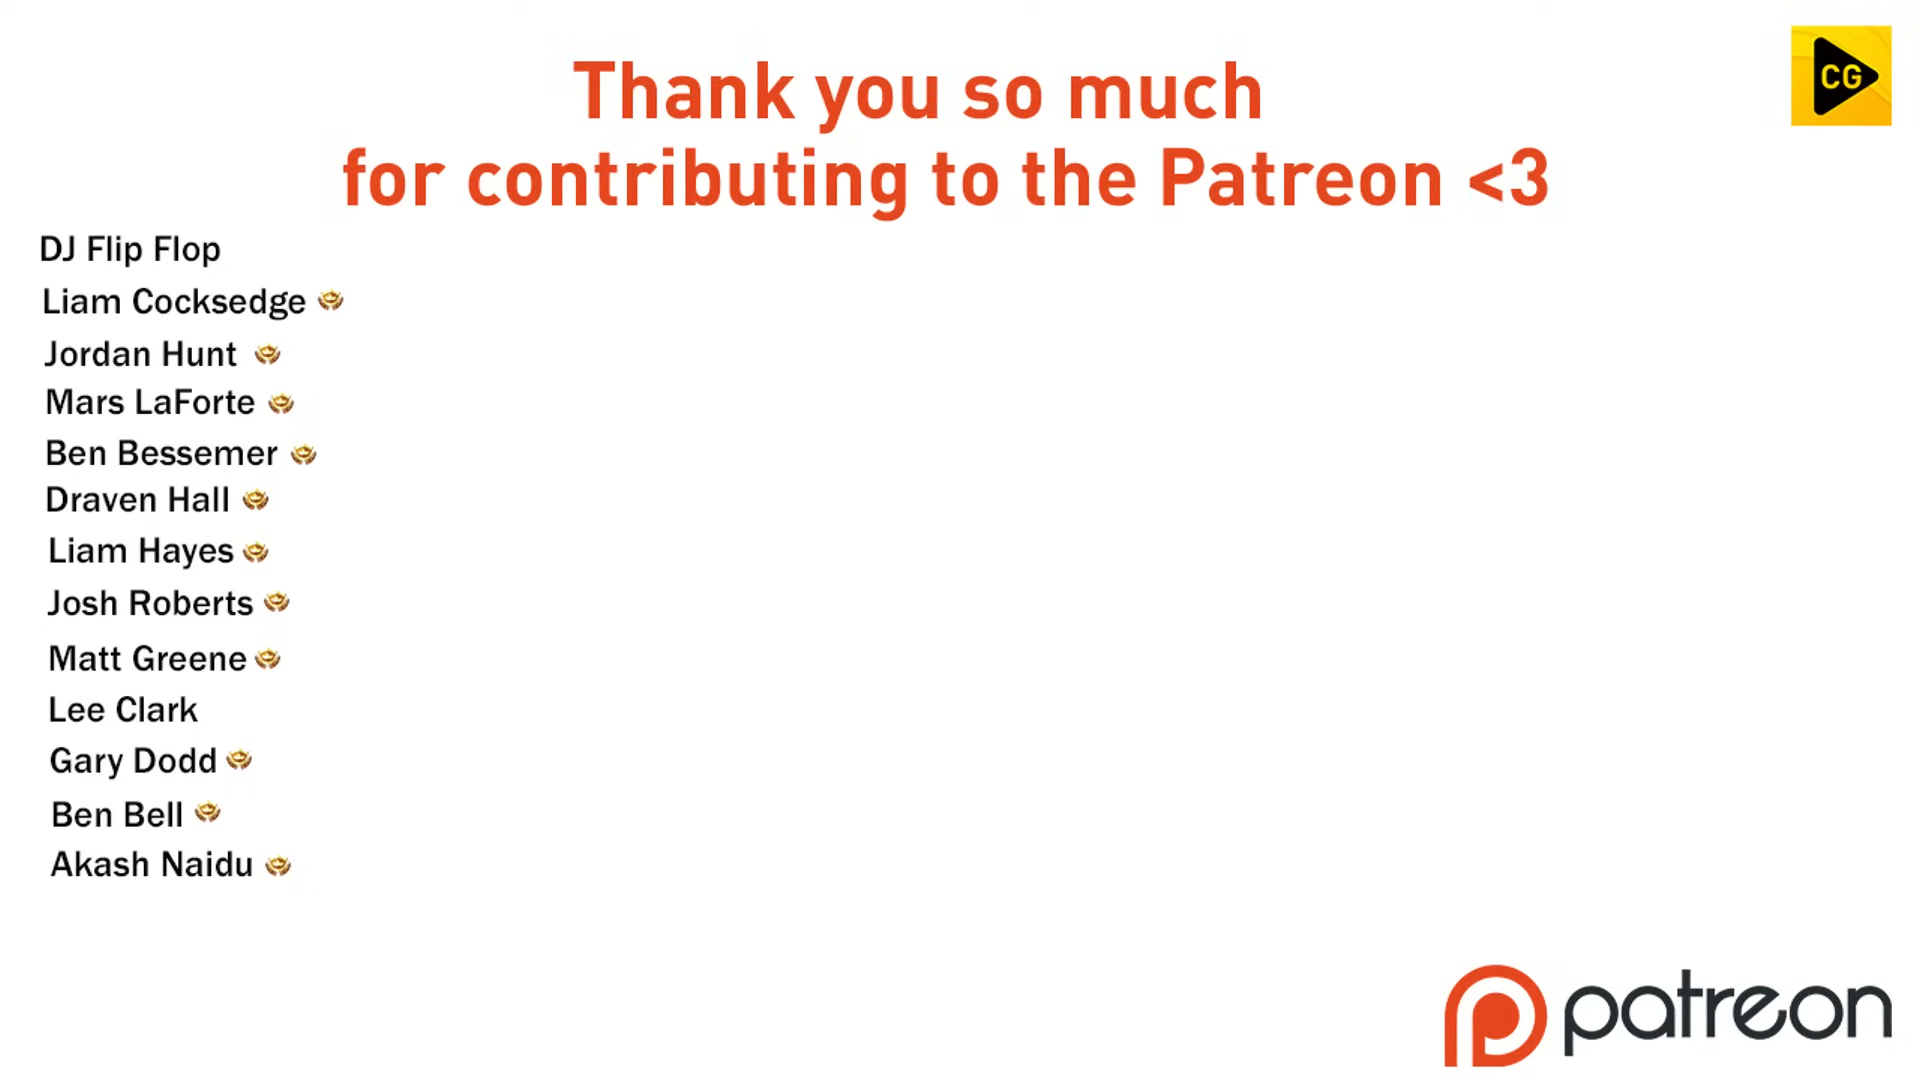 Thank you so much
for contributing to the Patreon <3
CG
DJ Flip Flop
Liam Cocksedge
Jordan Hunt
Mars LaForte
Ben Bessemer
Draven Hall
Liam Hayes
Josh Roberts
Matt Greene
Lee Clark
Gary Dodd
Ben Bell
Akash Naidu
patreon